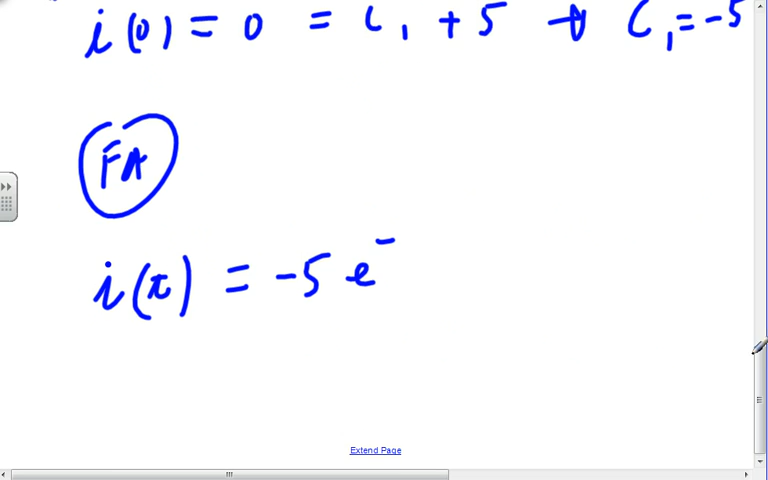 i(0) = 0 = C₁ + 5 → C₁ = -5
FA
i(t) = -5 e⁻
Extend Page